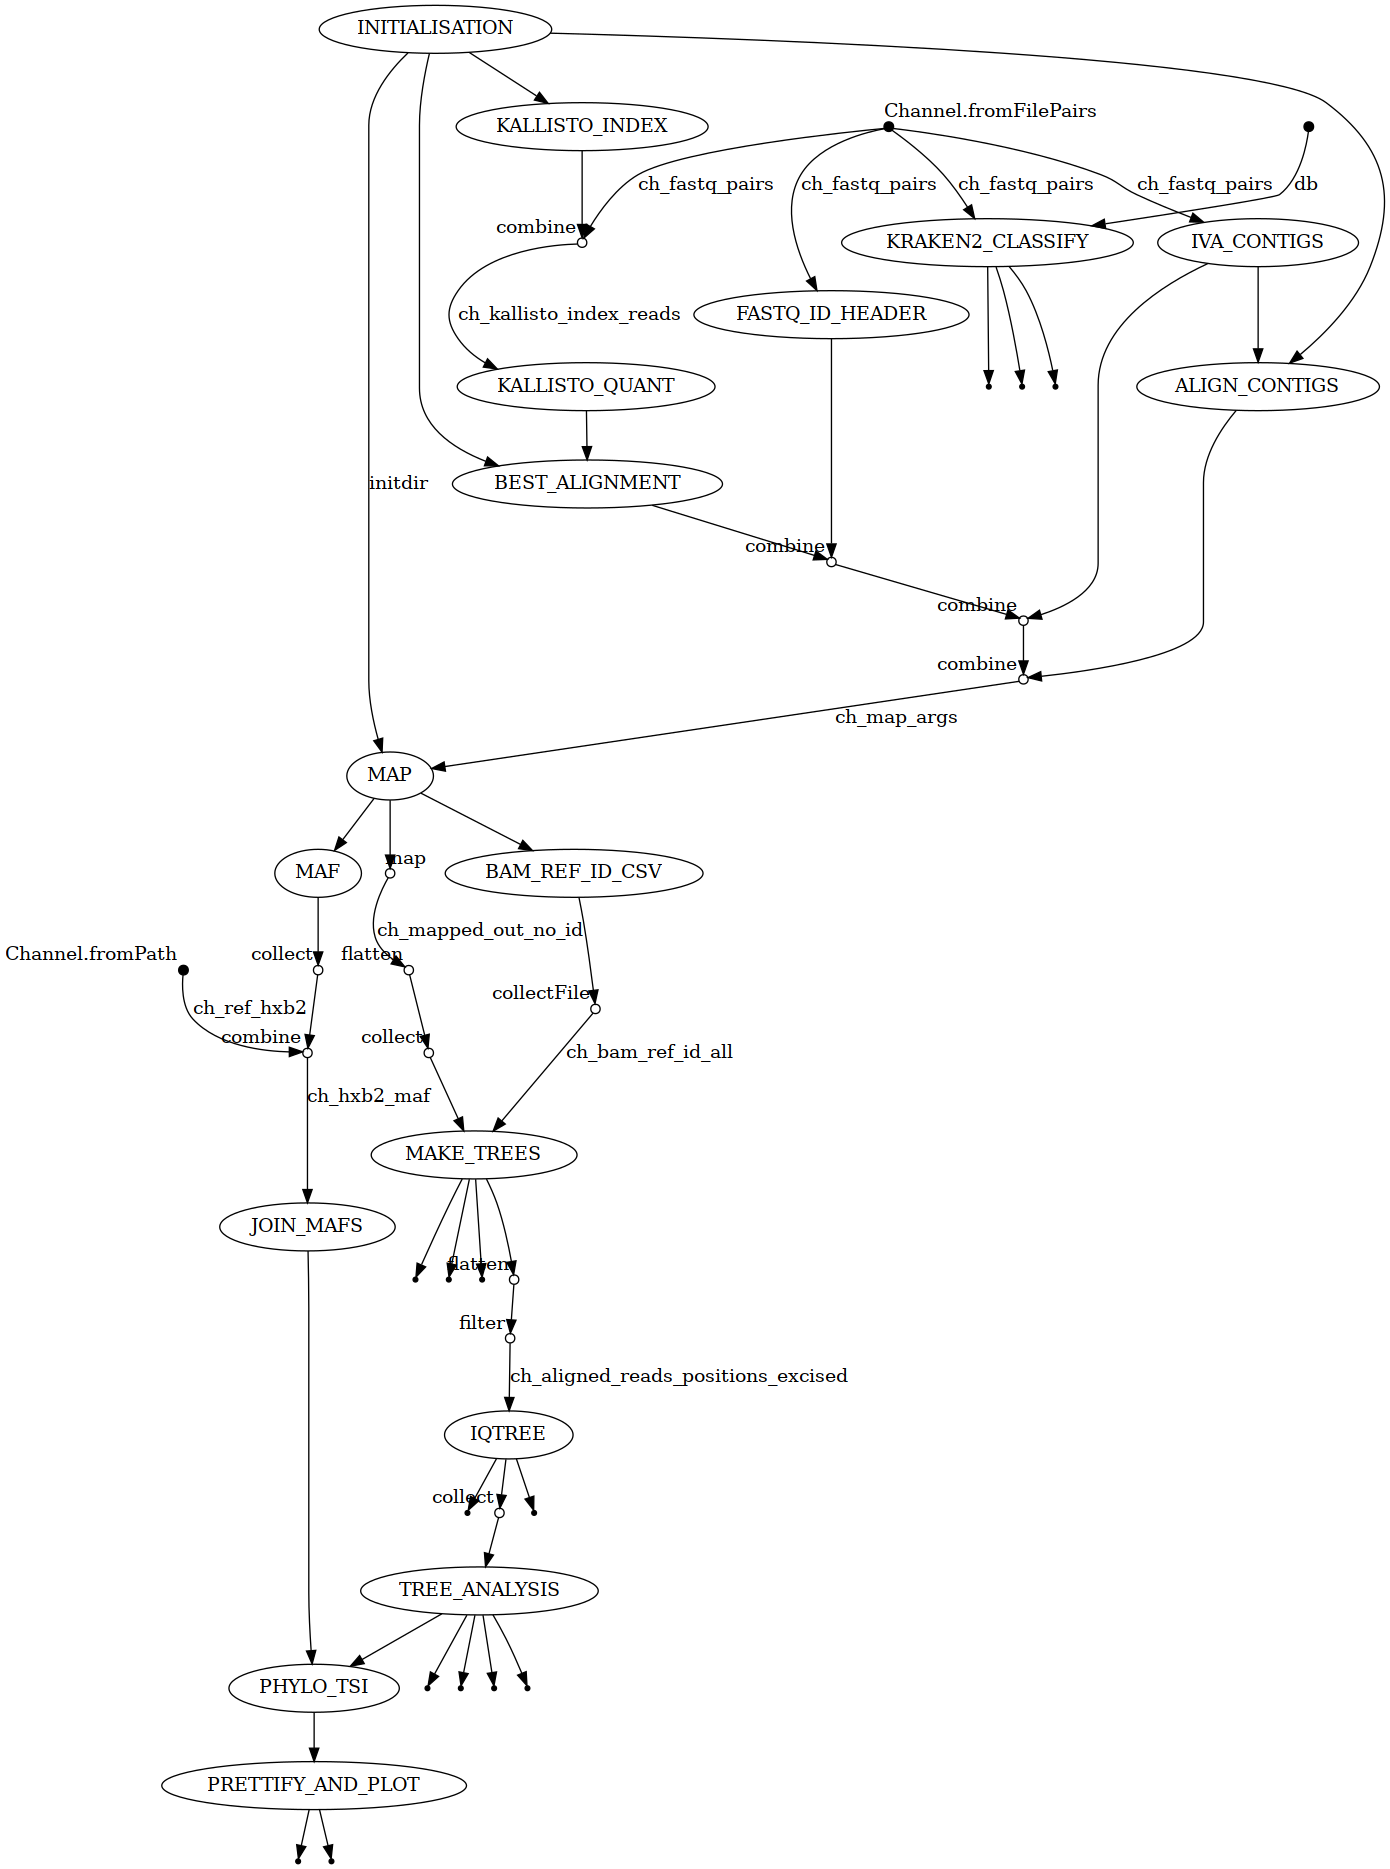 INITIALISATION
Channel.fromFilePairs
KALLISTO_INDEX
ch_fastq_pairs
ch_fastq_pairs
ch_fastq_pairs
ch_fastq_pairs
db
combine
KRAKEN2_CLASSIFY
IVA_CONTIGS
ch_kallisto_index_reads
FASTQ_ID_HEADER
KALLISTO_QUANT
ALIGN_CONTIGS
initdir
BEST_ALIGNMENT
combine
combine
combine
ch_map_args
MAP
map
MAF
BAM_REF_ID_CSV
ch_mapped_out_no_id
Channel.fromPath
collect
flatten
collectFile
ch_ref_hxb2
combine
collect
ch_bam_ref_id_all
ch_hxb2_maf
MAKE_TREES
JOIN_MAFS
flatten
filter
ch_aligned_reads_positions_excised
IQTREE
collect
TREE_ANALYSIS
PHYLO_TSI
PRETTIFY_AND_PLOT